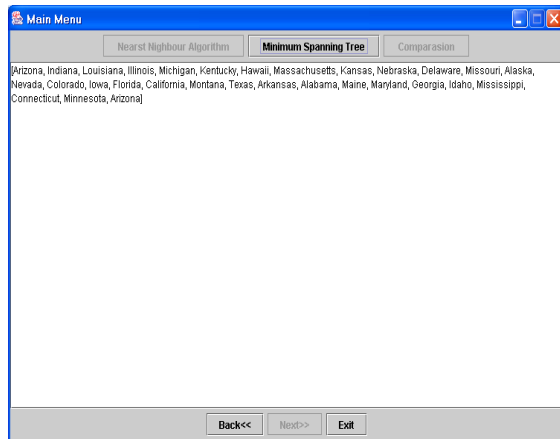 Main Menu
Nearst Nighbour Algorithm Minimum Spanning Tree Comparasion
[Arizona, Indiana, Louisiana, Illinois, Michigan, Kentucky, Hawaii, Massachusetts, Kansas, Nebraska, Delaware, Missouri, Alaska,
Nevada, Colorado, Iowa, Florida, California, Montana, Texas, Arkansas, Alabama, Maine, Maryland, Georgia, Idaho, Mississippi,
Connecticut, Minnesota, Arizona]
Back<< Next>> Exit